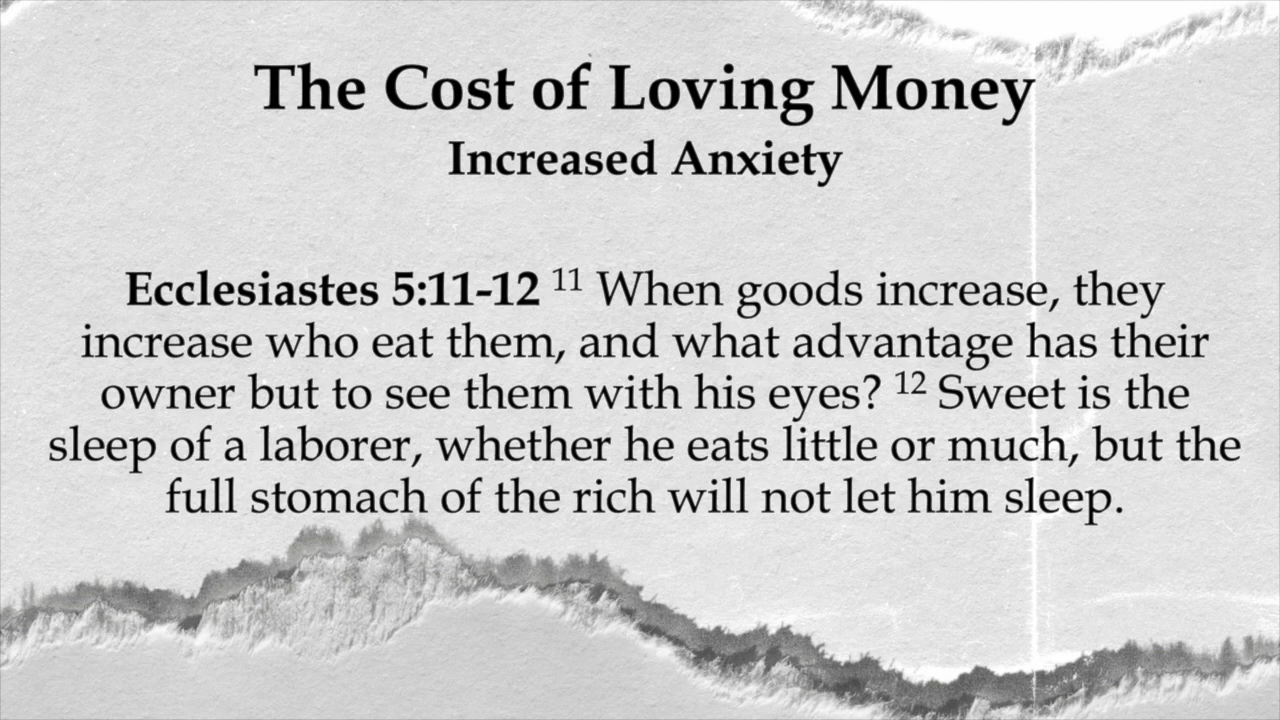 The Cost of Loving Money
Increased Anxiety
Ecclesiastes 5:11-12 ¹¹ When goods increase, they
increase who eat them, and what advantage has their
owner but to see them with his eyes? ¹² Sweet is the
sleep of a laborer, whether he eats little or much, but the
full stomach of the rich will not let him sleep.